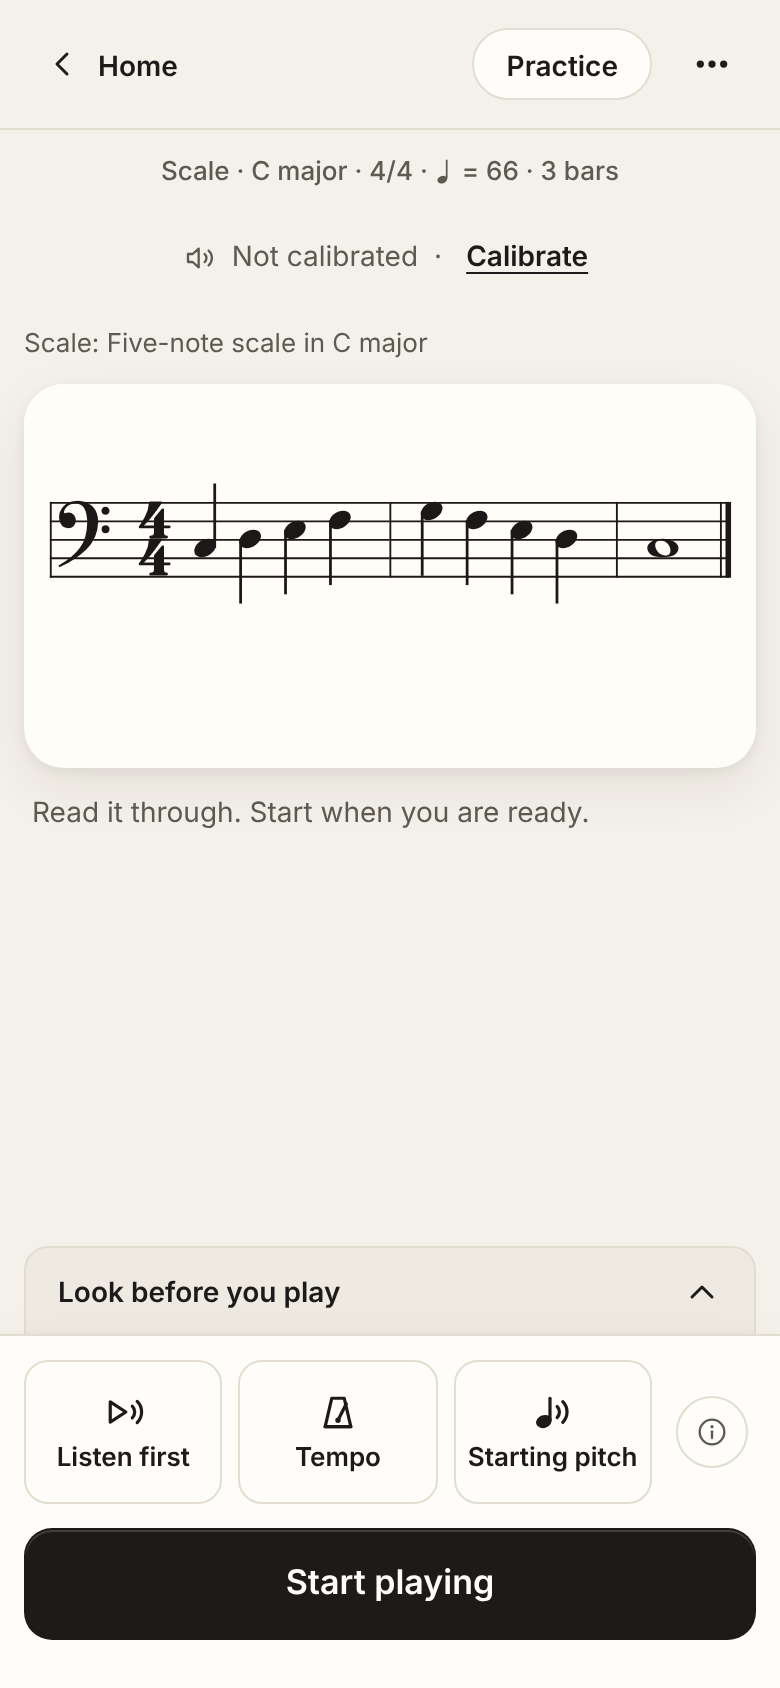 Home
Practice
Scale · C major · 4/4 · ♩ = 66 · 3 bars
Not calibrated · Calibrate
Scale: Five-note scale in C major
4
4
Read it through. Start when you are ready.
Look before you play
Listen first
Tempo
Starting pitch
Start playing